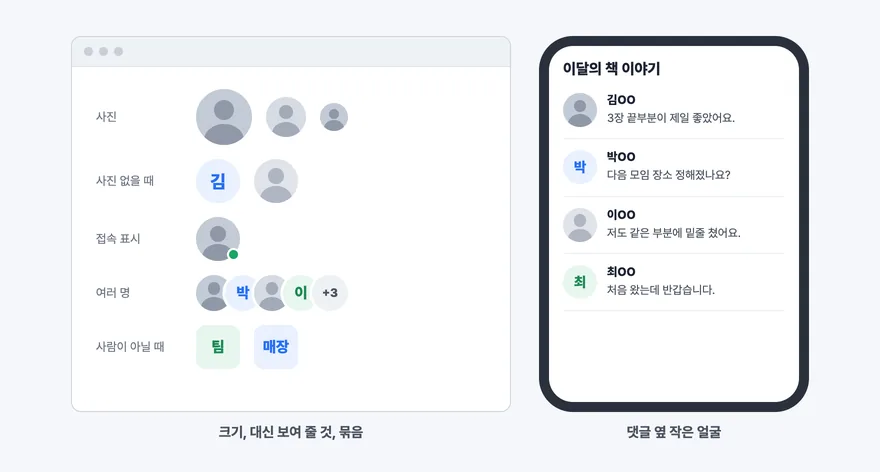 사진
사진 없을 때
김
접속 표시
여러 명
박
이
+3
사람이 아닐 때
팀
매장
크기, 대신 보여 줄 것, 묶음
이달의 책 이야기
김OO
3장 끝부분이 제일 좋았어요.
박
박OO
다음 모임 장소 정해졌나요?
이OO
저도 같은 부분에 밑줄 쳤어요.
최
최OO
처음 왔는데 반갑습니다.
댓글 옆 작은 얼굴